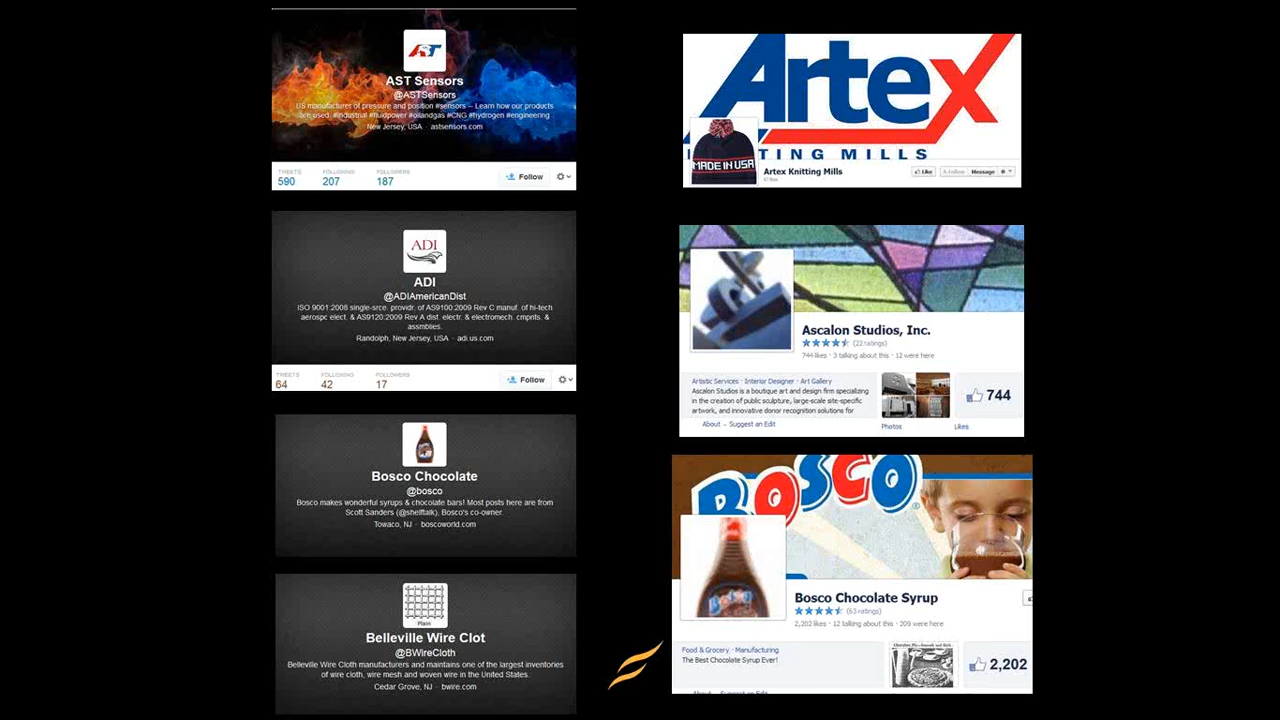 AST
AST Sensors
@ASTSensors
US manufacturer of pressure and position #sensors -- Learn how our products
are used. #industrial #fluidpower #oilandgas #CNG #hydrogen #engineering
New Jersey, USA · astsensors.com
TWEETS FOLLOWING FOLLOWERS
590 207 187
Follow
ADI
ADI
@ADIAmericanDist
ISO 9001:2008 single-srce. providr. of AS9100:2009 Rev C manuf. of hi-tech
aerospc elect. & AS9120:2009 Rev A dist. electr. & electromech. cmpnts. &
assmblies.
Randolph, New Jersey, USA · adi.us.com
TWEETS FOLLOWING FOLLOWERS
64 42 17
Follow
Bosco Chocolate
@bosco
Bosco makes wonderful syrups & chocolate bars! Most posts here are from
Scott Sanders (@shelftalk), Bosco's co-owner
Towaco, NJ · boscoworld.com
Plain
Belleville Wire Clot
@BWireCloth
Belleville Wire Cloth manufacturers and maintains one of the largest inventories
of wire cloth, wire mesh and woven wire in the United States.
Cedar Grove, NJ · bwire.com
Artex
TING MILLS
MADE IN USA
Artex Knitting Mills
Like Follow Message
Ascalon Studios, Inc.
(22 ratings)
744 likes · 3 talking about this · 12 were here
Artistic Services · Interior Designer · Art Gallery
Ascalon Studios is a boutique art and design firm specializing
in the creation of public sculpture, large-scale site-specific
artwork, and innovative donor recognition solutions for
About – Suggest an Edit
744
Photos
Likes
BOSCO®
Bosco Chocolate Syrup
(63 ratings)
2,202 likes · 12 talking about this · 209 were here
Food & Grocery · Manufacturing
The Best Chocolate Syrup Ever!
About – Suggest an Edit
2,202